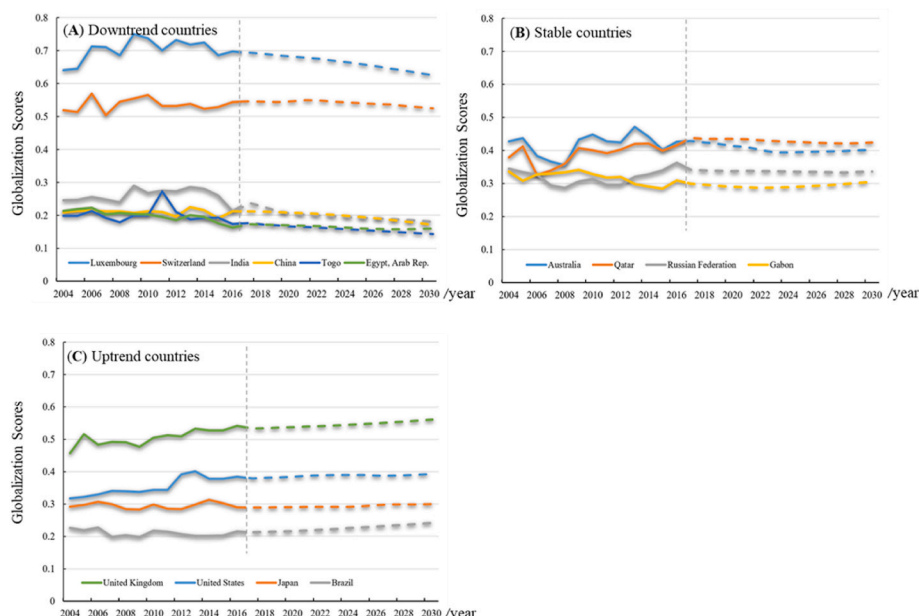 (A) Downtrend countries
Globalization Scores
0.8
0.7
0.6
0.5
0.4
0.3
0.2
0.1
0
Luxembourg Switzerland India China Togo Egypt, Arab Rep.
2004 2006 2008 2010 2012 2014 2016 2018 2020 2022 2024 2026 2028 2030 /year
(B) Stable countries
Globalization Scores
0.8
0.7
0.6
0.5
0.4
0.3
0.2
0.1
0
Australia Qatar Russian Federation Gabon
2004 2006 2008 2010 2012 2014 2016 2018 2020 2022 2024 2026 2028 2030 /year
(C) Uptrend countries
Globalization Scores
0.8
0.7
0.6
0.5
0.4
0.3
0.2
0.1
0
United Kingdom United States Japan Brazil
2004 2006 2008 2010 2012 2014 2016 2018 2020 2022 2024 2026 2028 2030 /year